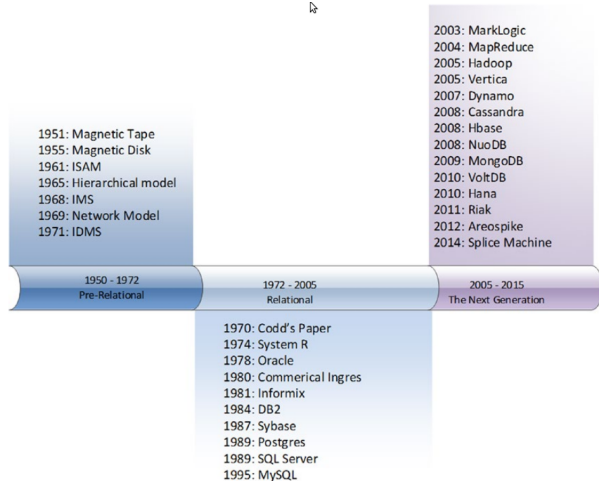 2003: MarkLogic
2004: MapReduce
2005: Hadoop
2005: Vertica
2007: Dynamo
2008: Cassandra
2008: Hbase
2008: NuoDB
2009: MongoDB
2010: VoltDB
2010: Hana
2011: Riak
2012: Areospike
2014: Splice Machine
1951: Magnetic Tape
1955: Magnetic Disk
1961: ISAM
1965: Hierarchical model
1968: IMS
1969: Network Model
1971: IDMS
1950 - 1972
Pre-Relational
1972 - 2005
Relational
2005 - 2015
The Next Generation
1970: Codd's Paper
1974: System R
1978: Oracle
1980: Commerical Ingres
1981: Informix
1984: DB2
1987: Sybase
1989: Postgres
1989: SQL Server
1995: MySQL